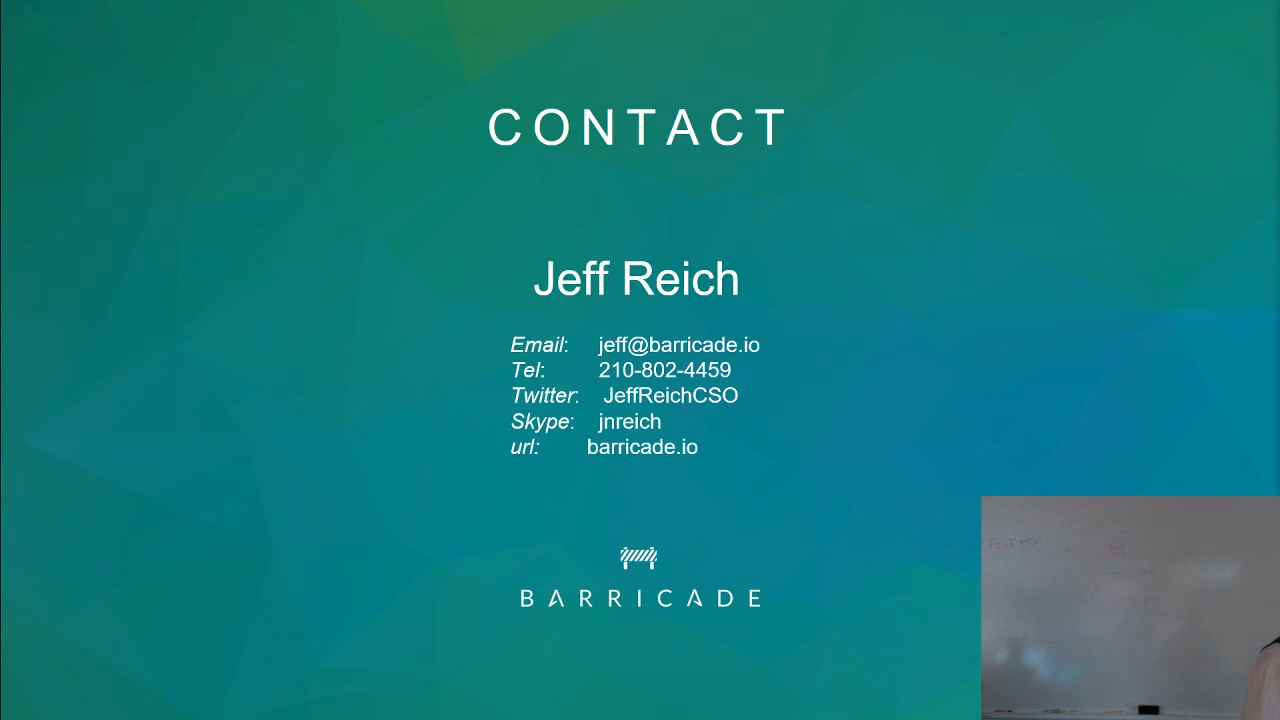 CONTACT
Jeff Reich
Email: jeff@barricade.io
Tel: 210-802-4459
Twitter: JeffReichCSO
Skype: jnreich
url: barricade.io
BARRICADE